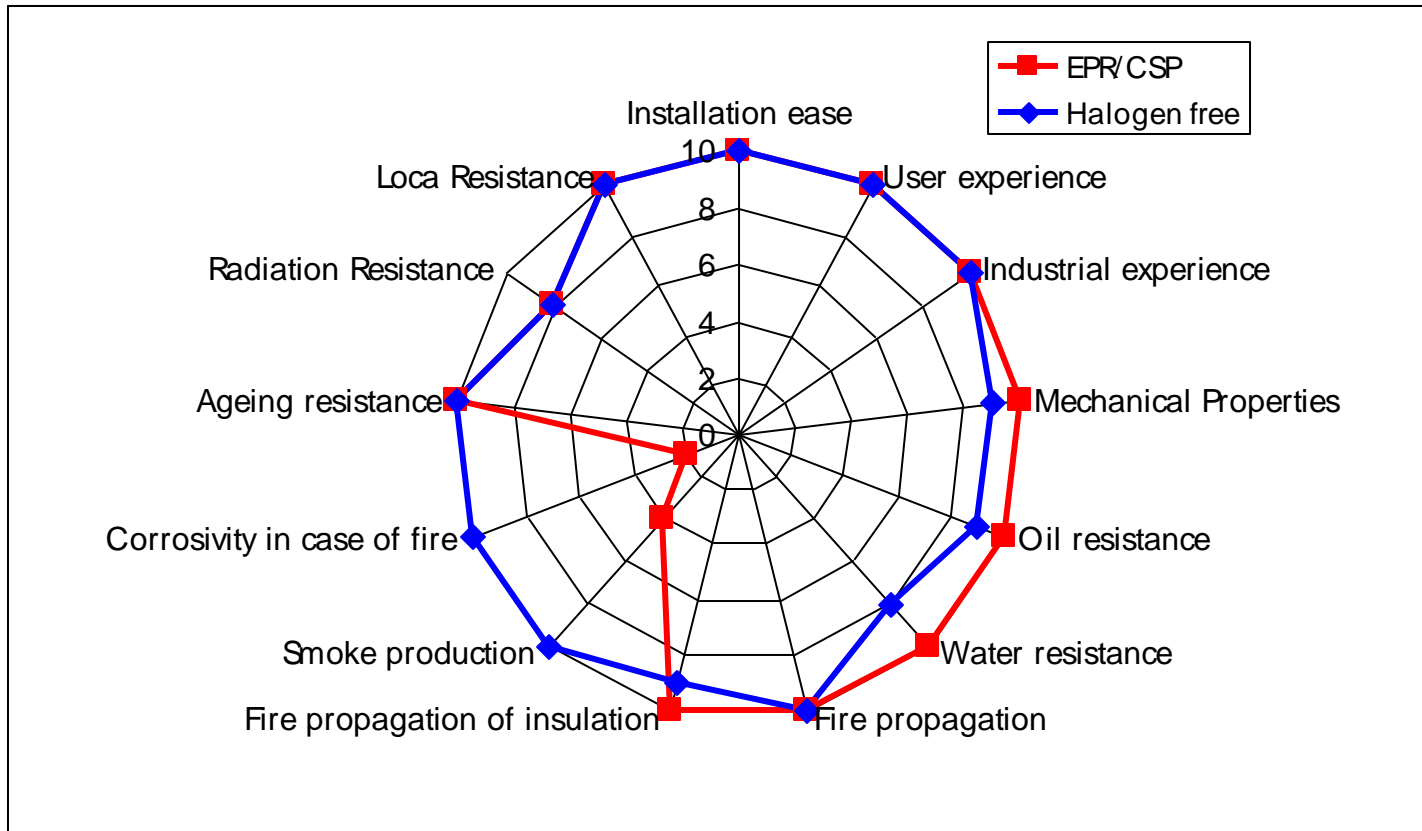 EPR/CSP
Halogen free
Installation ease
10
8
6
4
2
0
User experience
Industrial experience
Mechanical Properties
Oil resistance
Water resistance
Fire propagation
Fire propagation of insulation
Smoke production
Corrosivity in case of fire
Ageing resistance
Radiation Resistance
Loca Resistance